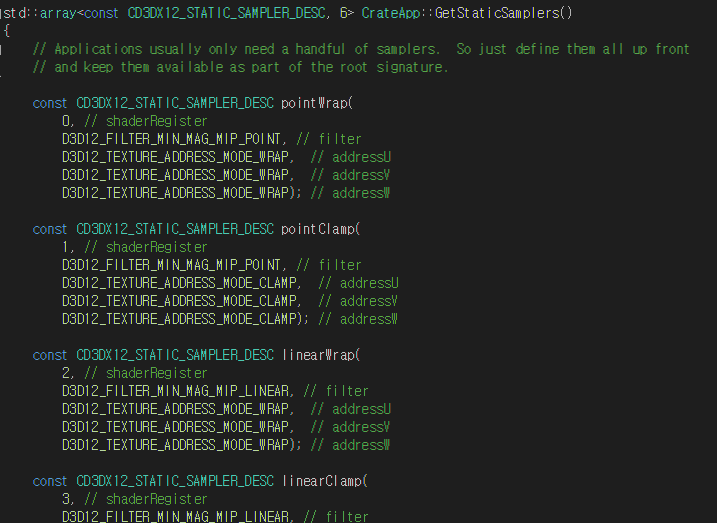 std::array<const CD3DX12_STATIC_SAMPLER_DESC, 6> CrateApp::GetStaticSamplers()
{
// Applications usually only need a handful of samplers.  So just define them all up front
// and keep them available as part of the root signature.
const CD3DX12_STATIC_SAMPLER_DESC pointWrap(
0, // shaderRegister
D3D12_FILTER_MIN_MAG_MIP_POINT, // filter
D3D12_TEXTURE_ADDRESS_MODE_WRAP,  // addressU
D3D12_TEXTURE_ADDRESS_MODE_WRAP,  // addressV
D3D12_TEXTURE_ADDRESS_MODE_WRAP); // addressW
const CD3DX12_STATIC_SAMPLER_DESC pointClamp(
1, // shaderRegister
D3D12_FILTER_MIN_MAG_MIP_POINT, // filter
D3D12_TEXTURE_ADDRESS_MODE_CLAMP,  // addressU
D3D12_TEXTURE_ADDRESS_MODE_CLAMP,  // addressV
D3D12_TEXTURE_ADDRESS_MODE_CLAMP); // addressW
const CD3DX12_STATIC_SAMPLER_DESC linearWrap(
2, // shaderRegister
D3D12_FILTER_MIN_MAG_MIP_LINEAR, // filter
D3D12_TEXTURE_ADDRESS_MODE_WRAP,  // addressU
D3D12_TEXTURE_ADDRESS_MODE_WRAP,  // addressV
D3D12_TEXTURE_ADDRESS_MODE_WRAP); // addressW
const CD3DX12_STATIC_SAMPLER_DESC linearClamp(
3, // shaderRegister
D3D12_FILTER_MIN_MAG_MIP_LINEAR, // filter